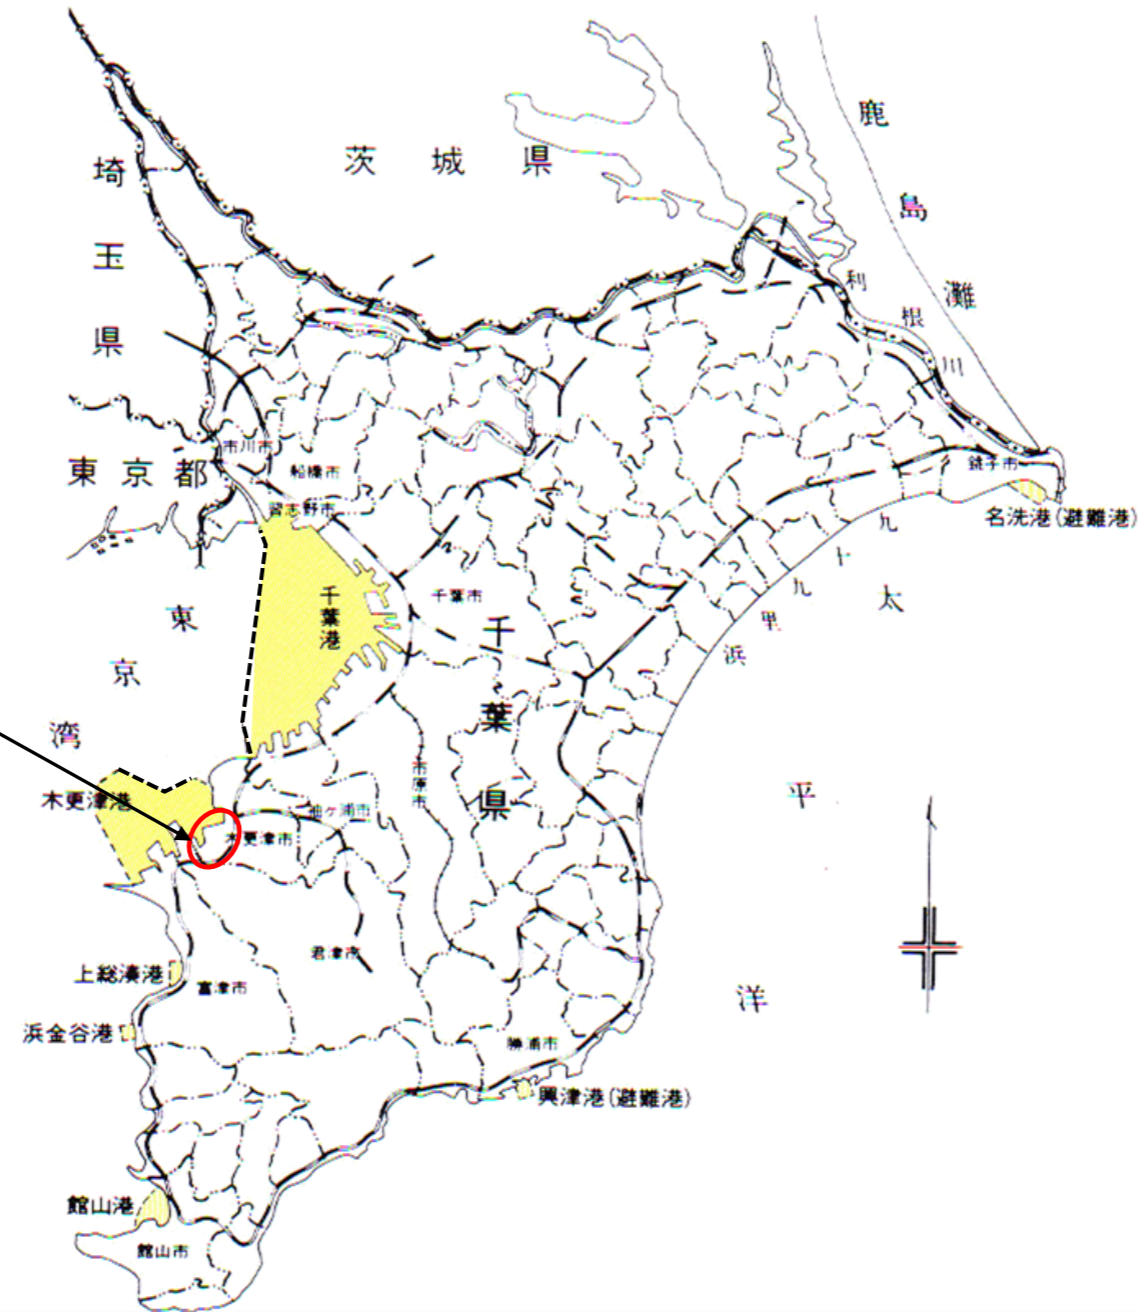 茨城県
埼玉県
東京都
鹿島灘
利根川
市川市
船橋市
習志野市
銚子市
名洗港(避難港)
千葉港
千葉市
千葉県
九十九里浜
太平洋
東京湾
木更津港
市原市
袖ヶ浦市
木更津市
君津市
上総湊港
富津市
浜金谷港
勝浦市
興津港(避難港)
館山港
館山市